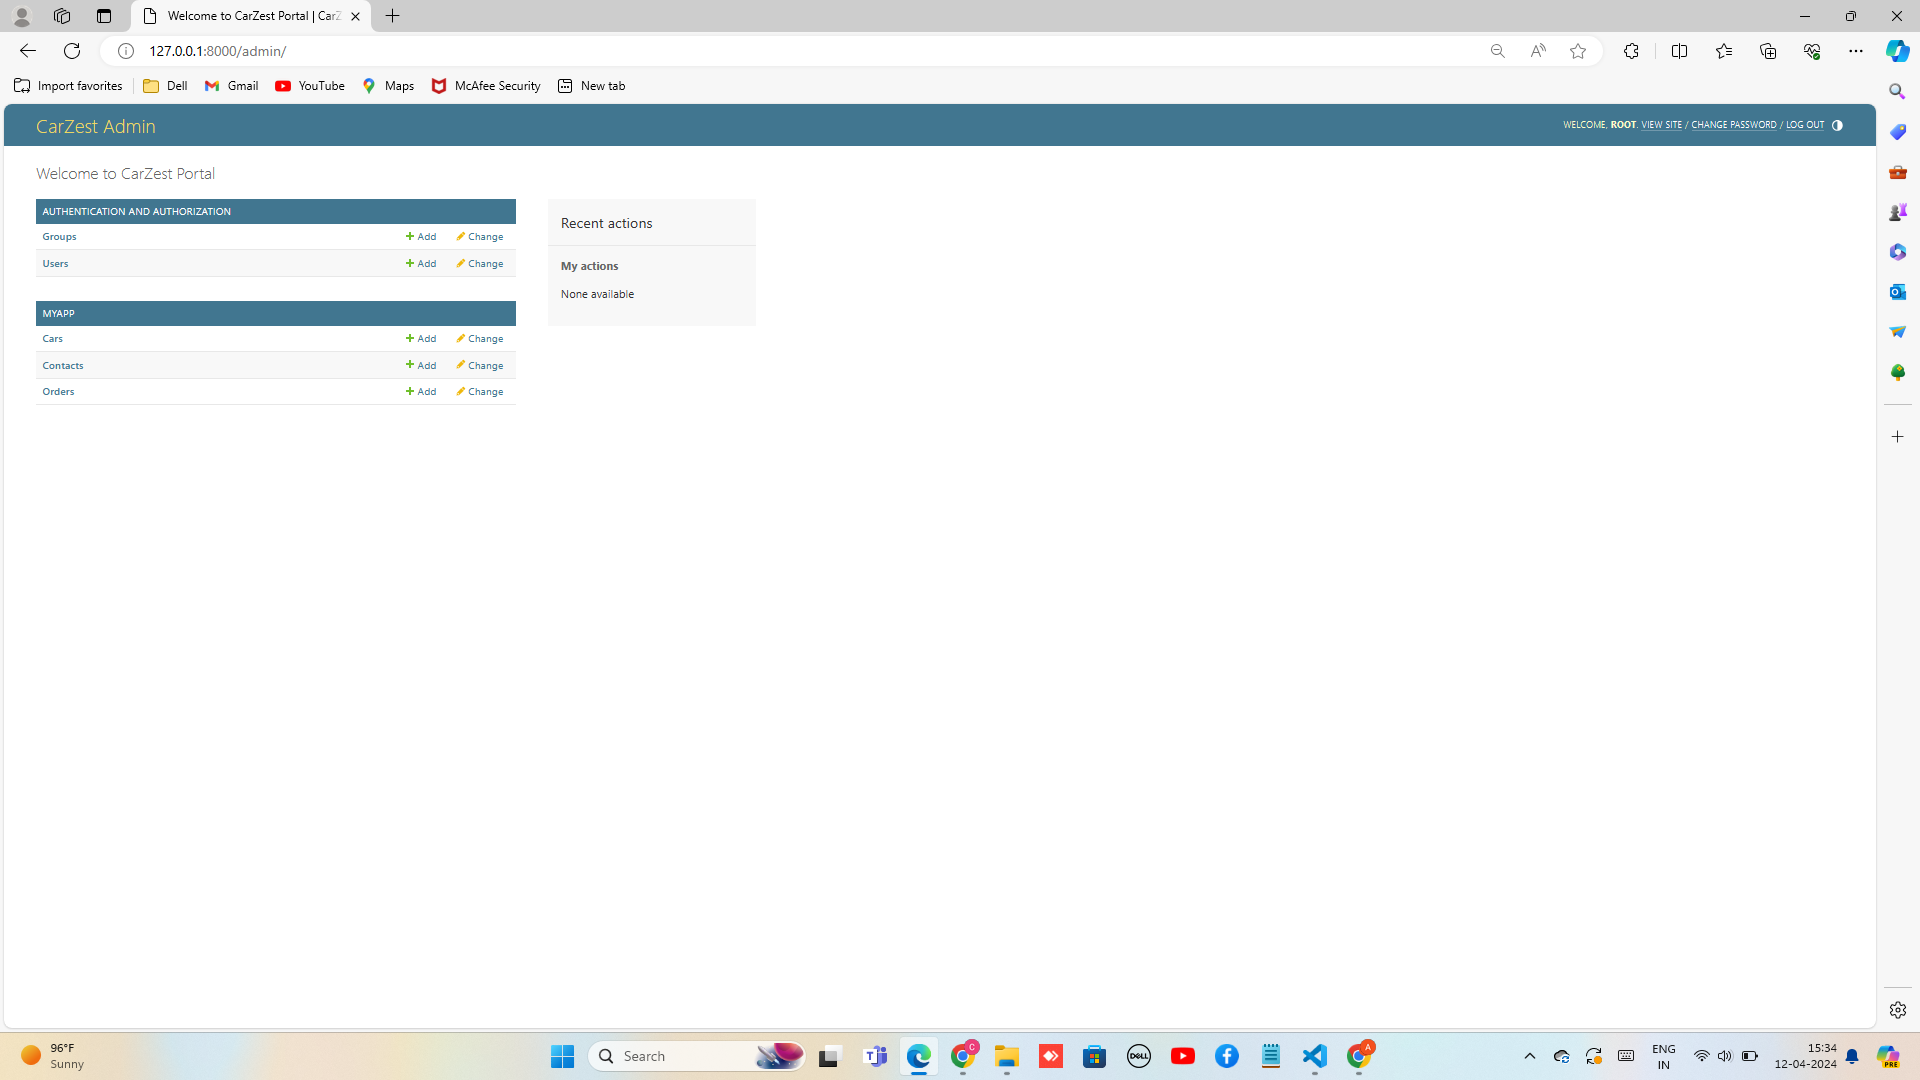 Welcome to CarZest Portal | CarZ
127.0.0.1:8000/admin/
Import favorites
Dell
Gmail
YouTube
Maps
McAfee Security
New tab
CarZest Admin
WELCOME, ROOT. VIEW SITE / CHANGE PASSWORD / LOG OUT
Welcome to CarZest Portal
AUTHENTICATION AND AUTHORIZATION
Groups Add Change
Users Add Change
MYAPP
Cars Add Change
Contacts Add Change
Orders Add Change
Recent actions
My actions
None available
96°F
Sunny
Search
C
DELL
A
ENG
IN
15:34
12-04-2024
PRE